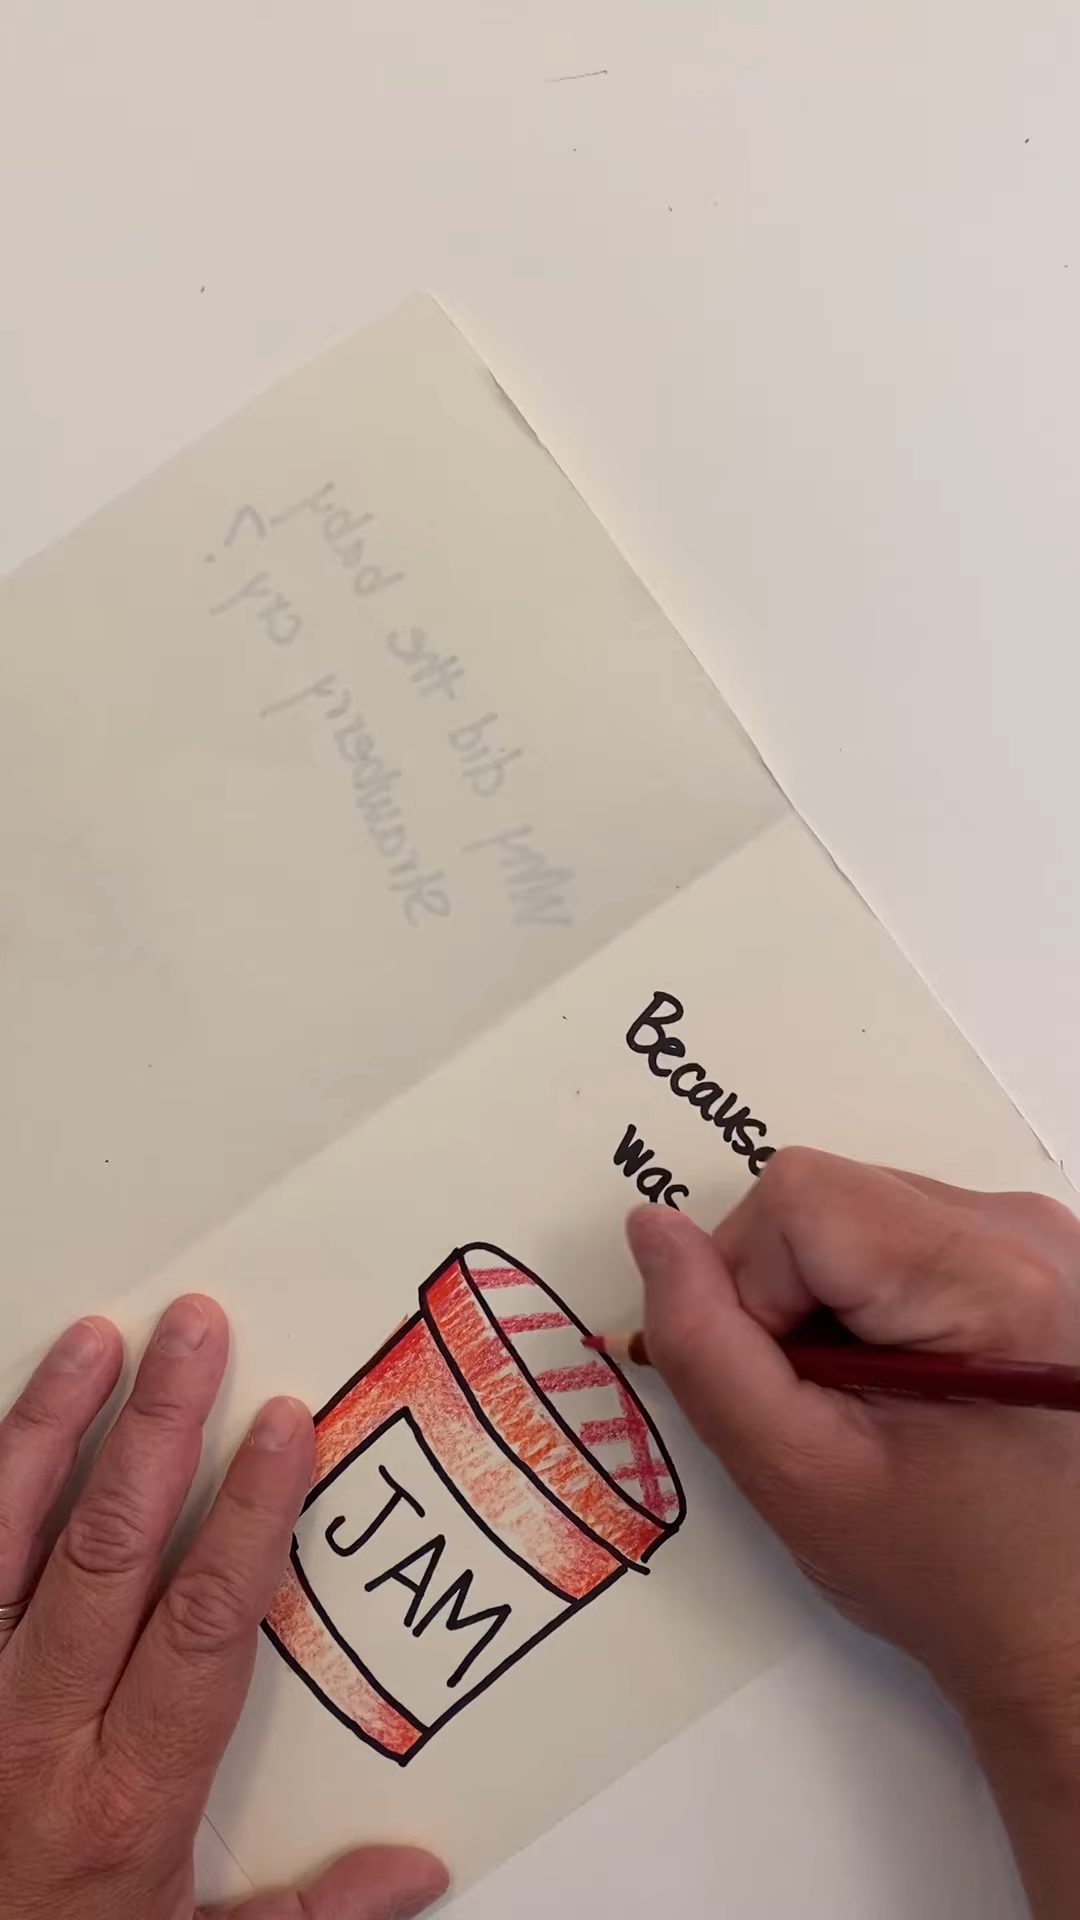 Why did the baby
strawberry cry?
Because
was
JAM